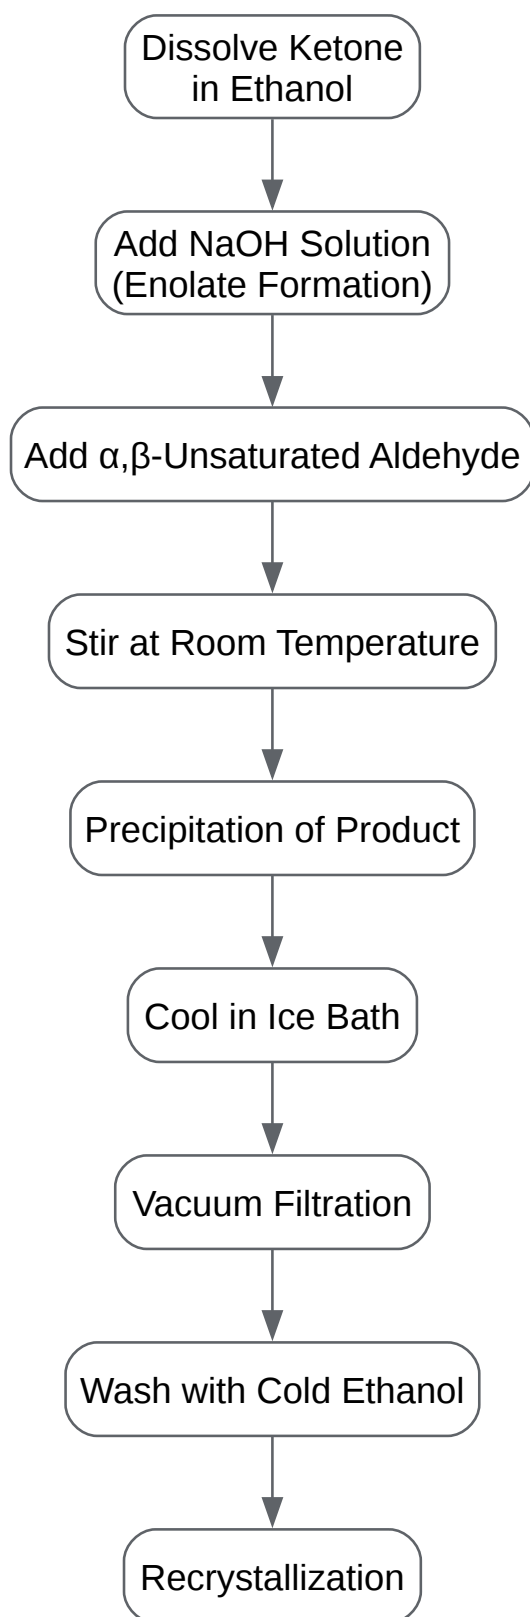 Dissolve Ketone
in Ethanol
Add NaOH Solution
(Enolate Formation)
Add α,β-Unsaturated Aldehyde
Stir at Room Temperature
Precipitation of Product
Cool in Ice Bath
Vacuum Filtration
Wash with Cold Ethanol
Recrystallization